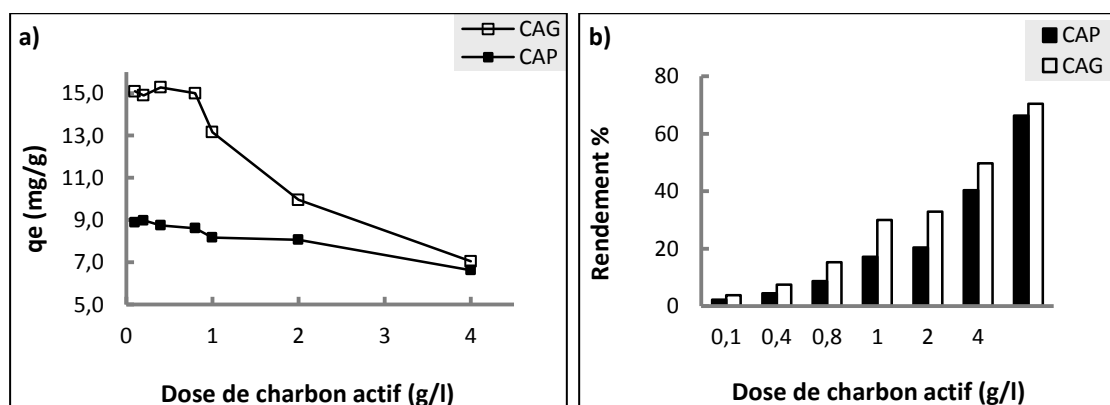 a)
CAG
CAP
15,0
13,0
11,0
9,0
7,0
5,0
qe (mg/g)
0 1 2 3 4
Dose de charbon actif (g/l)
b)
CAP
CAG
80
60
40
20
0
Rendement %
0,1 0,4 0,8 1 2 4
Dose de charbon actif (g/l)